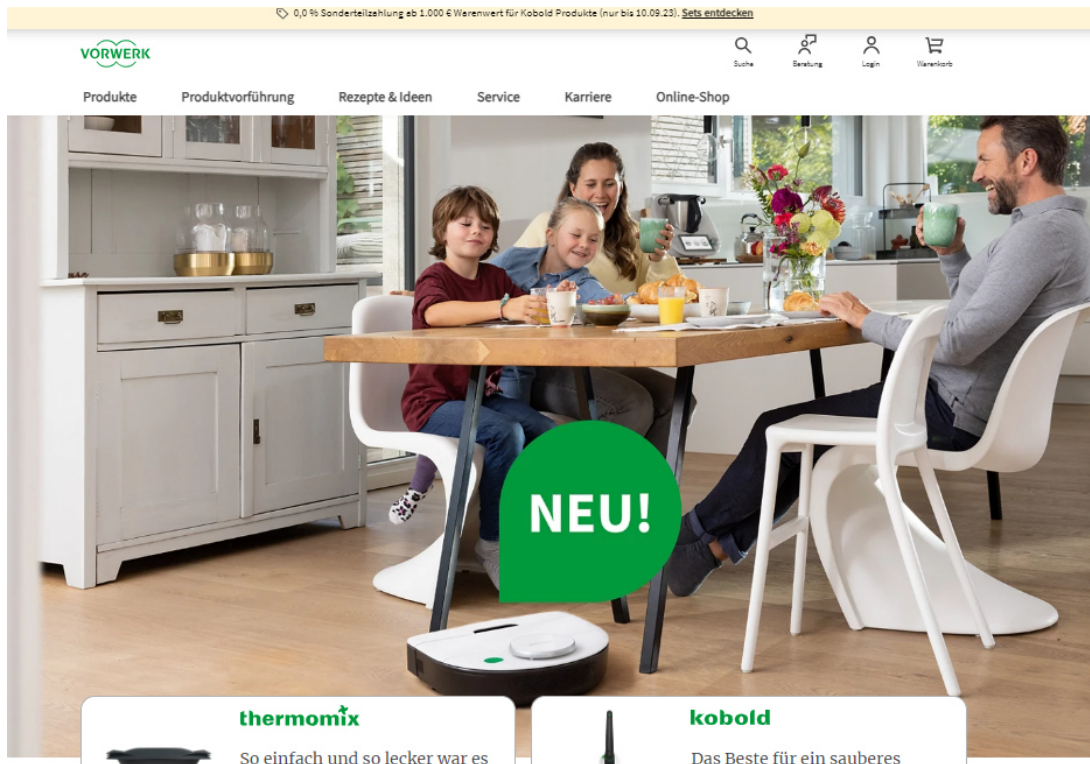 0,0 % Sonderteilzahlung ab 1.000 € Warenwert für Kobold Produkte (nur bis 10.09.23). Sets entdecken
VORWERK
Suche Beratung Login Warenkorb
Produkte Produktvorführung Rezepte & Ideen Service Karriere Online-Shop
NEU!
thermomix kobold
So einfach und so lecker war es Das Beste für ein sauberes